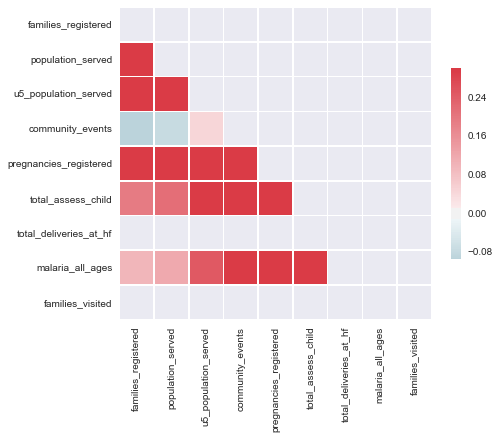 families_registered
population_served
u5_population_served
community_events
pregnancies_registered
total_assess_child
total_deliveries_at_hf
malaria_all_ages
families_visited
0.24
0.16
0.08
0.00
−0.08
families_registered
population_served
u5_population_served
community_events
pregnancies_registered
total_assess_child
total_deliveries_at_hf
malaria_all_ages
families_visited